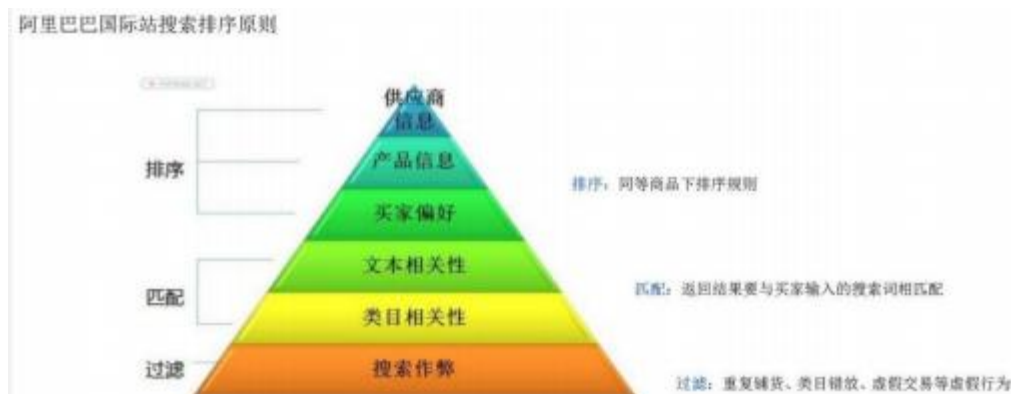 阿里巴巴国际站搜索排序原则
供应商
信息
产品信息
买家偏好
文本相关性
类目相关性
搜索作弊
排序
匹配
过滤
排序：同等商品下排序规则
匹配：返回结果要与买家输入的搜索词相匹配
过滤：重复铺货、类目错放、虚假交易等虚假行为